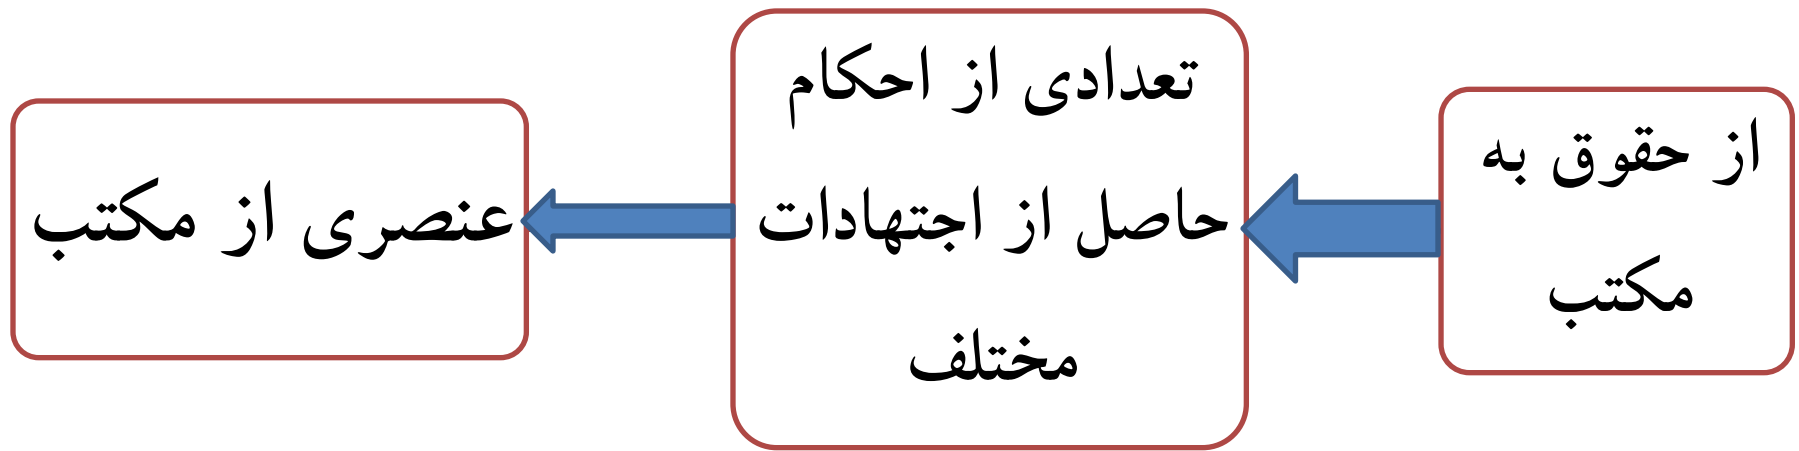 از حقوق به
مکتب
تعدادی از احکام
حاصل از اجتهادات
مختلف
عنصری از مکتب